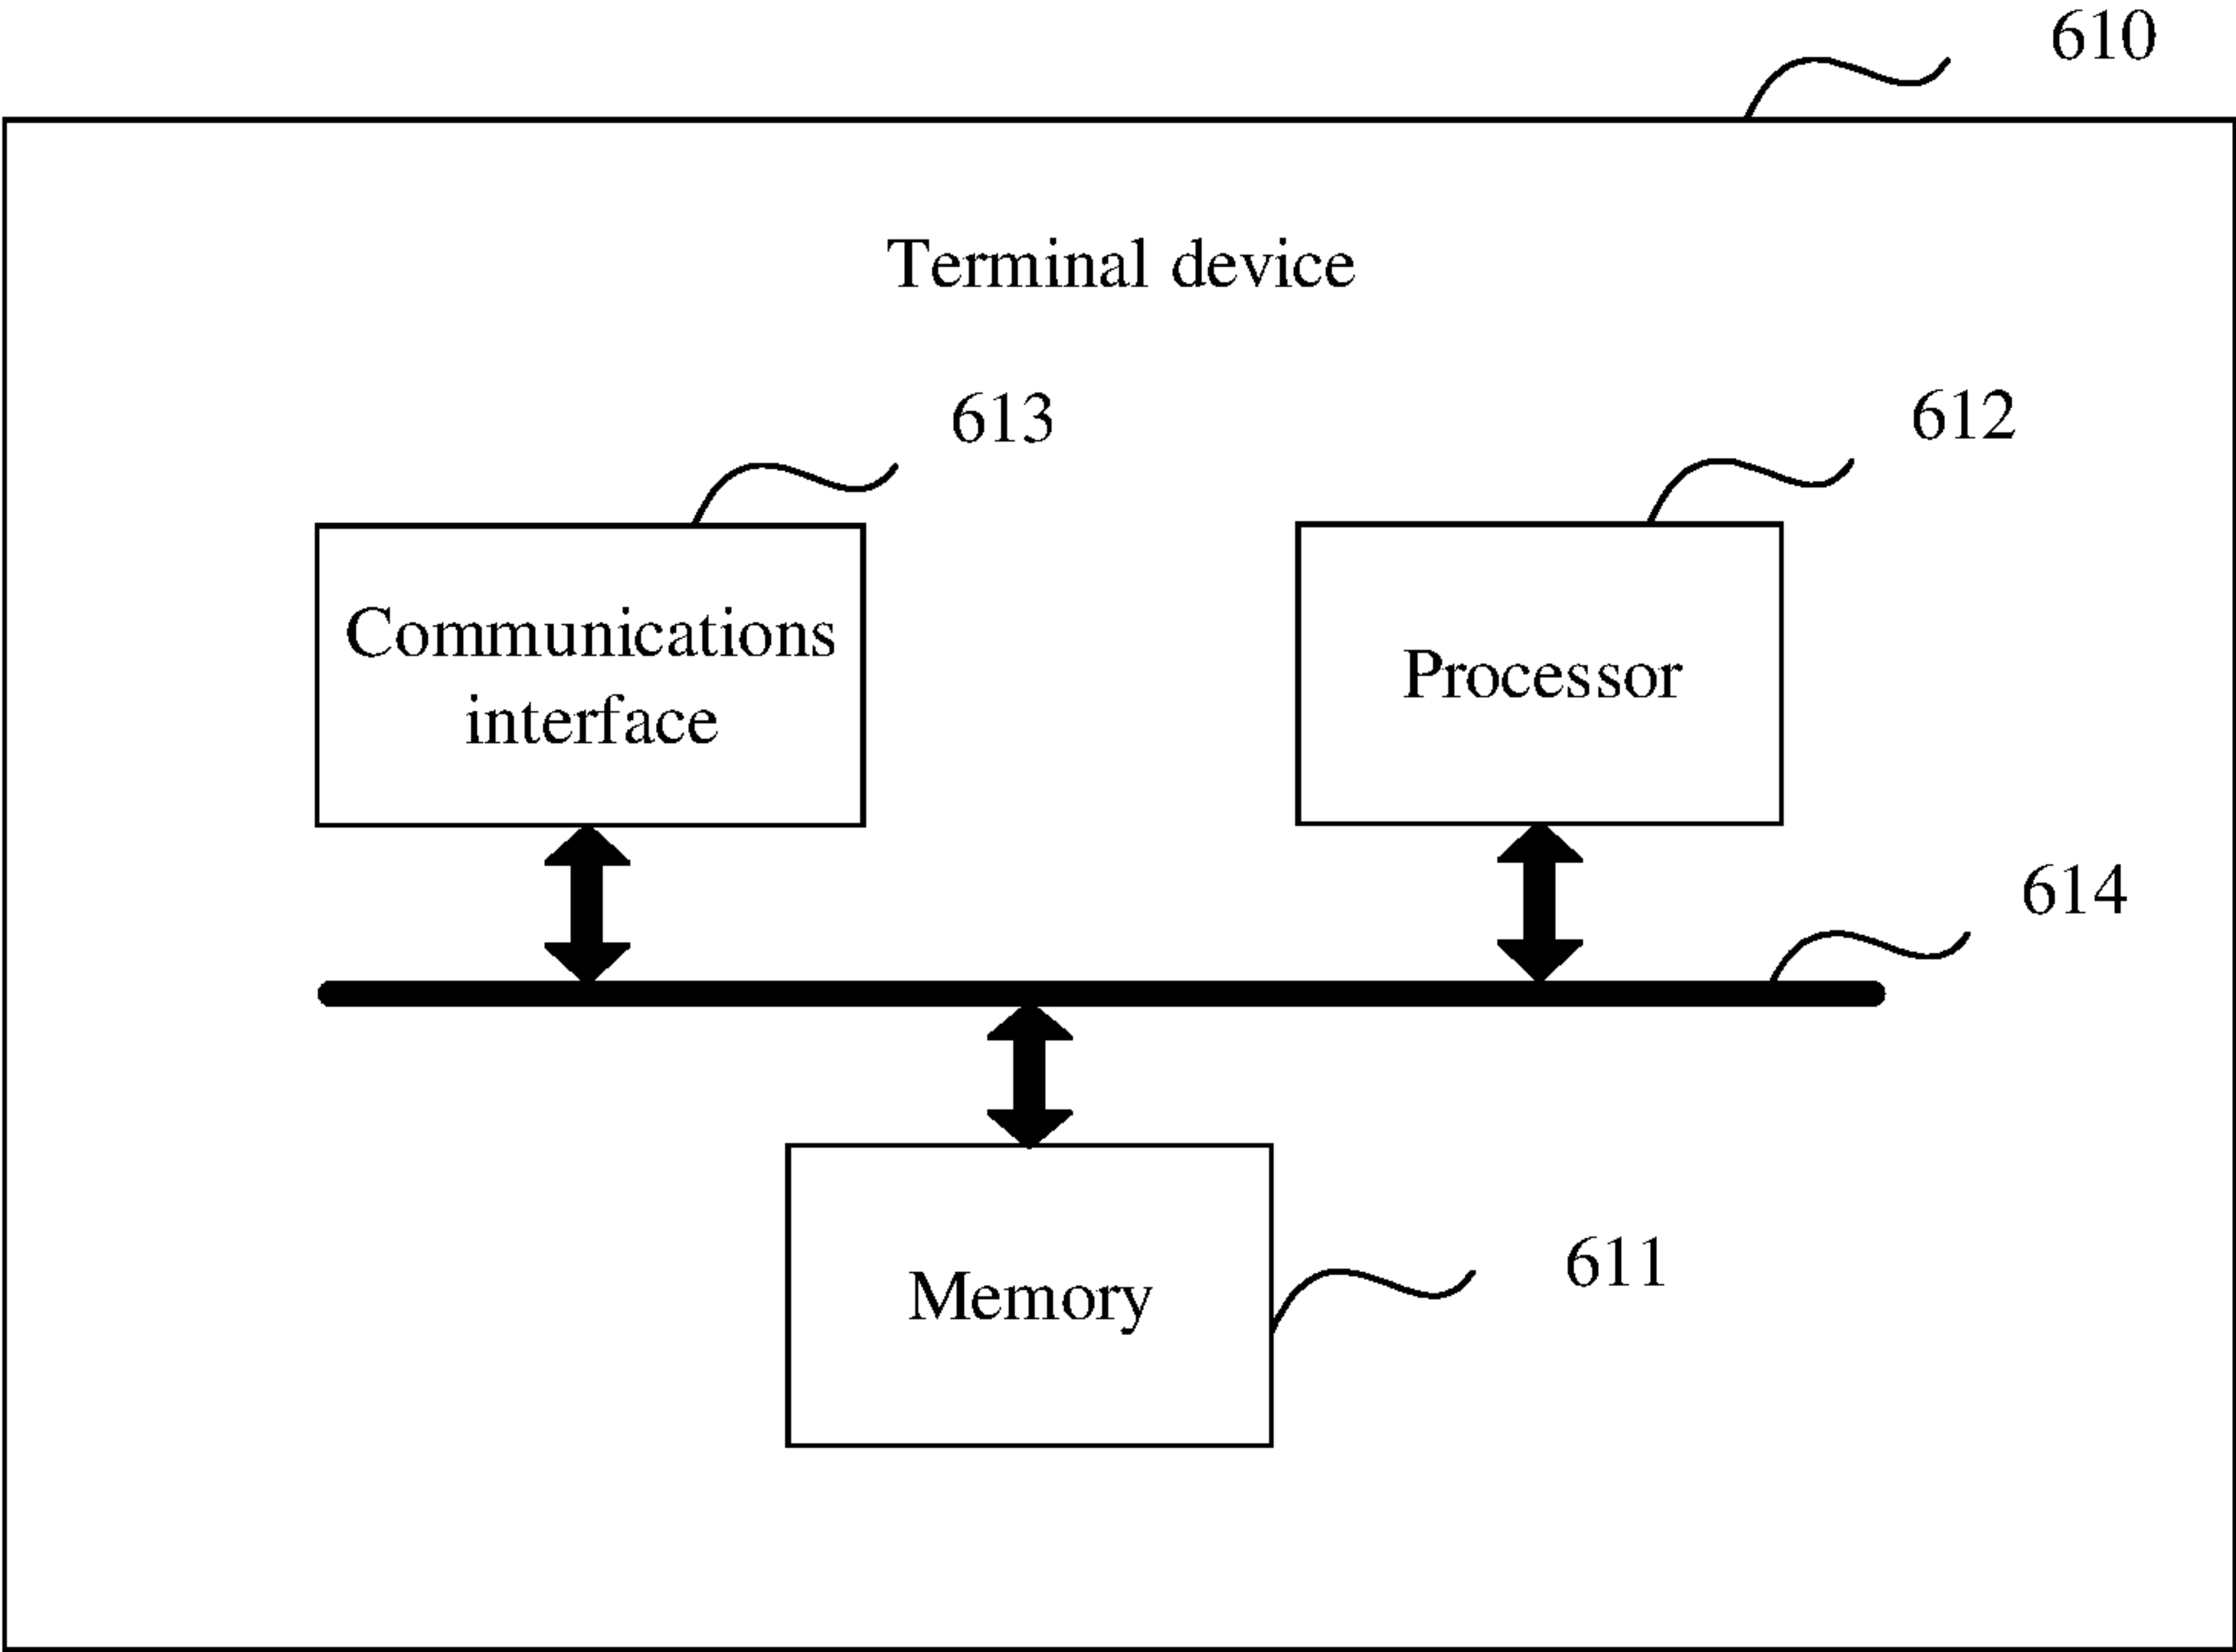 610
Terminal device
613
612
Communications
interface
Processor
614
Memory
611